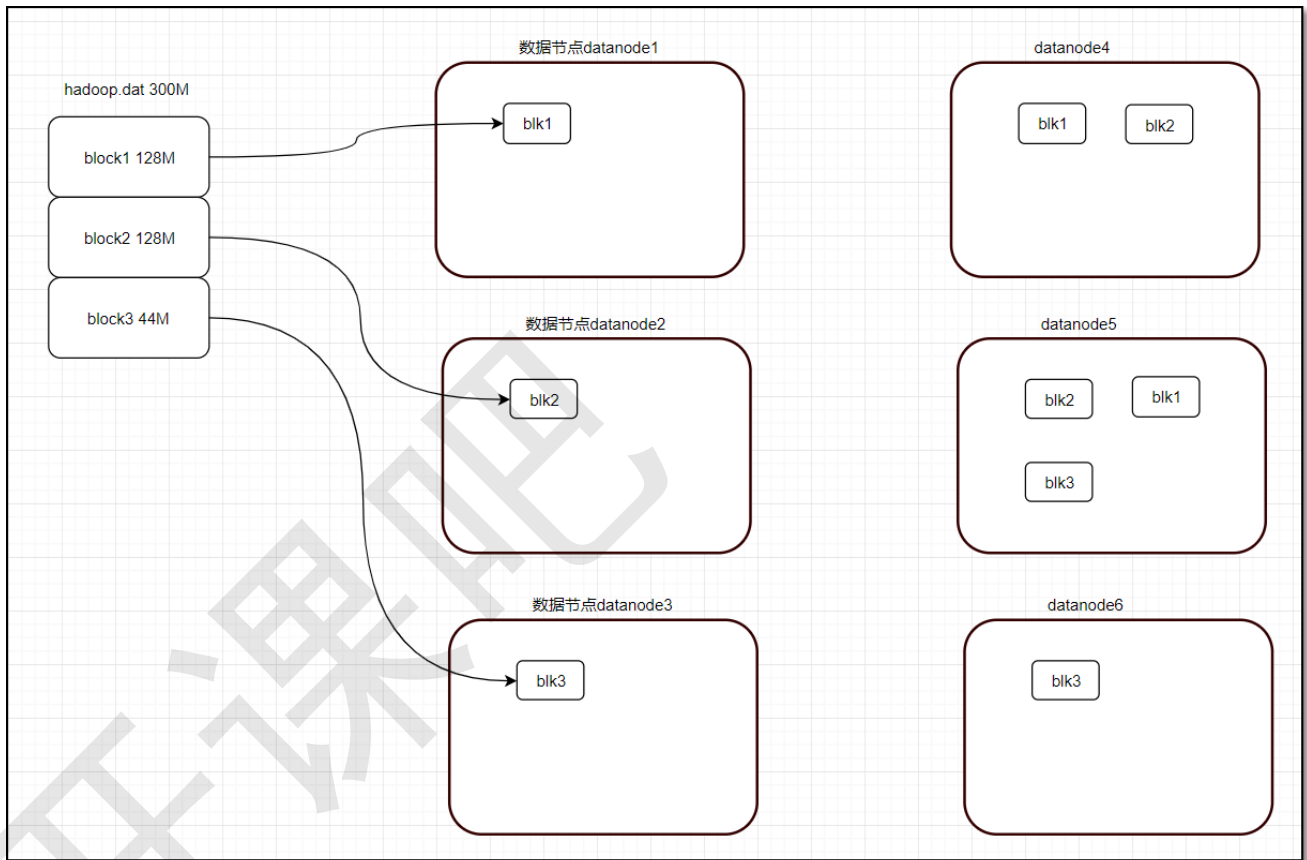 hadoop.dat 300M
block1 128M
block2 128M
block3 44M
数据节点datanode1
blk1
数据节点datanode2
blk2
数据节点datanode3
blk3
datanode4
blk1
blk2
datanode5
blk2
blk1
blk3
datanode6
blk3
开课吧